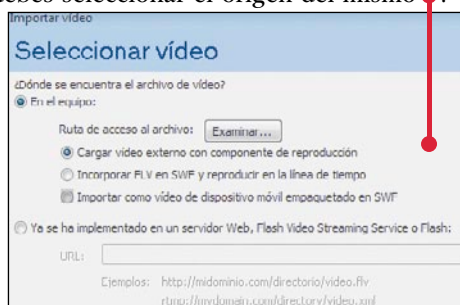 debes seleccionar el origen del mismo
Importar vídeo
Seleccionar vídeo
¿Dónde se encuentra el archivo de vídeo?
En el equipo:
Ruta de acceso al archivo: Examinar...
Cargar vídeo externo con componente de reproducción
Incorporar FLV en SWF y reproducir en la línea de tiempo
Importar como vídeo de dispositivo móvil empaquetado en SWF
Ya se ha implementado en un servidor Web, Flash Video Streaming Service o Flash:
URL:
Ejemplos: http://midominio.com/directorio/video.flv
rtmp://mydomain.com/directory/video.xml